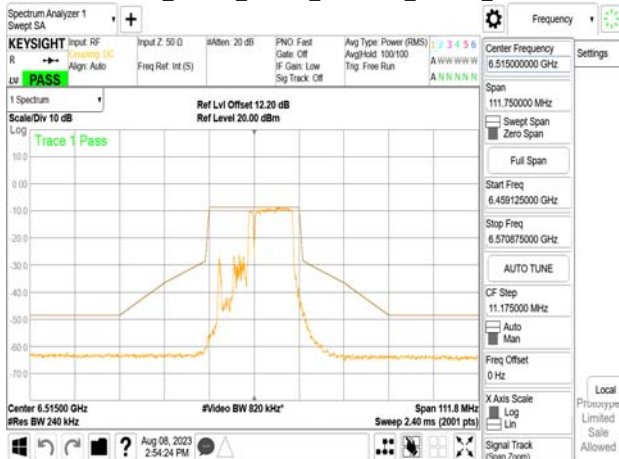 Spectrum Analyzer 1
Swept SA
+
Frequency
KEYSIGHT
R
LXI
PASS
Input: RF
Coupling: DC
Align: Auto
Input Z: 50 Ω
Freq Ref: Int (S)
#Atten: 20 dB
PNO: Fast
Gate: Off
IF Gain: Low
Sig Track: Off
Avg Type: Power (RMS)
Avg|Hold: 100/100
Trig: Free Run
1 2 3 4 5 6
A W W W W W
A N N N N N
1 Spectrum
Scale/Div 10 dB
Ref Lvl Offset 12.20 dB
Ref Level 20.00 dBm
Log
Trace 1 Pass
10.0
0.00
-10.0
-20.0
-30.0
-40.0
-50.0
-60.0
-70.0
Center 6.51500 GHz
#Res BW 240 kHz
#Video BW 820 kHz*
Span 111.8 MHz
Sweep 2.40 ms (2001 pts)
Aug 08, 2023
2:54:24 PM
Center Frequency
6.515000000 GHz
Settings
Span
111.750000 MHz
Swept Span
Zero Span
Full Span
Start Freq
6.459125000 GHz
Stop Freq
6.570875000 GHz
AUTO TUNE
CF Step
11.175000 MHz
Auto
Man
Freq Offset
0 Hz
X Axis Scale
Log
Lin
Signal Track
(Span Zoom)
Local
Prototype
Limited
Sale
Allowed